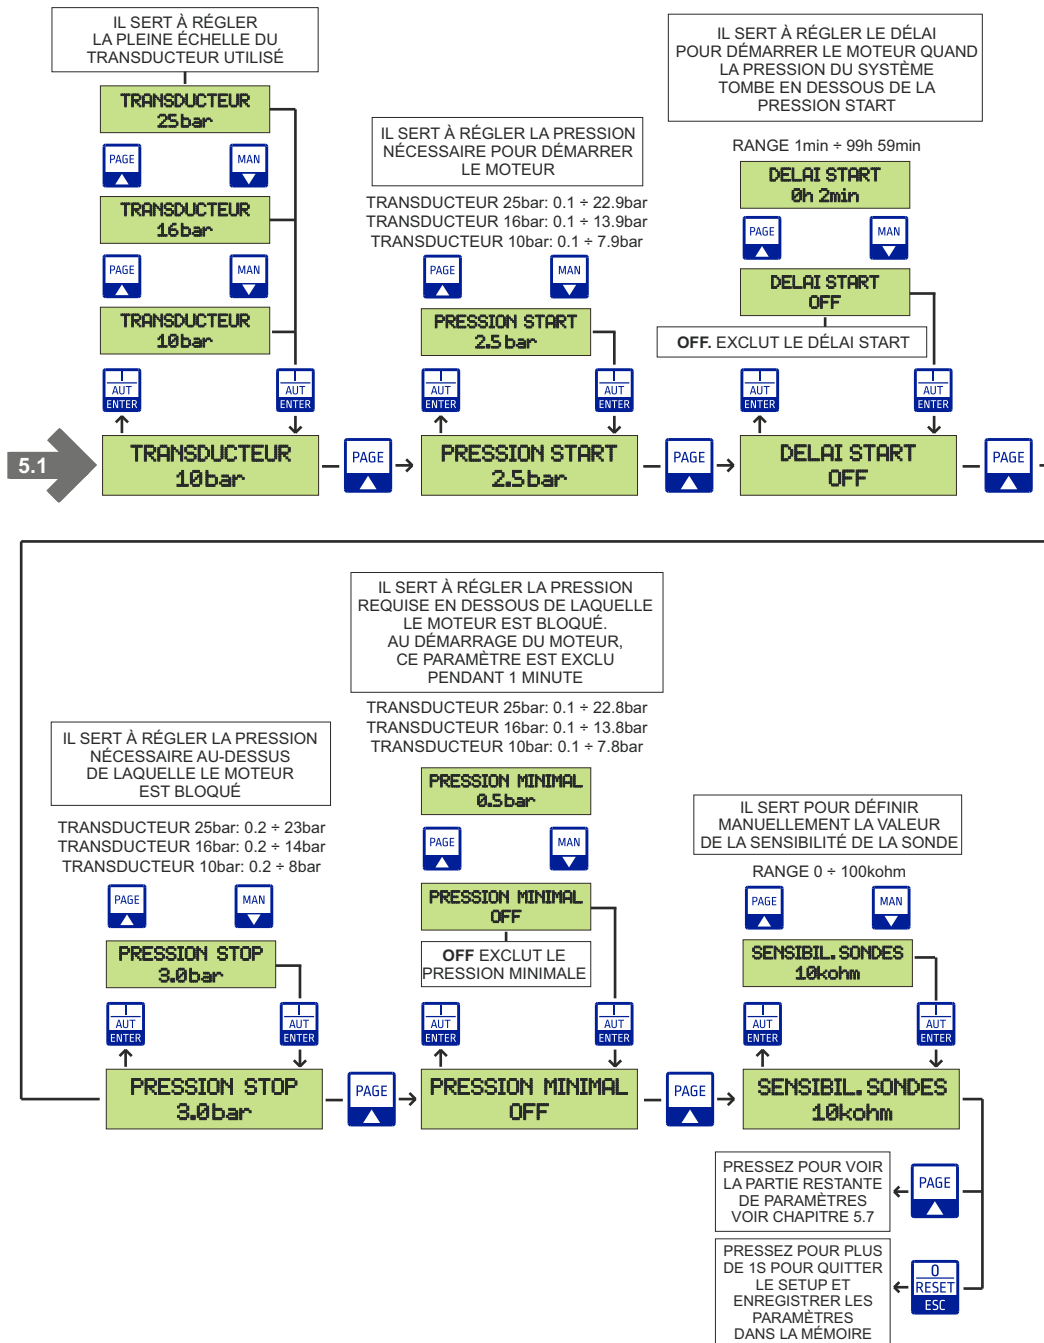 IL SERT À RÉGLER
LA PLEINE ÉCHELLE DU
TRANSDUCTEUR UTILISÉ
TRANSDUCTEUR
25bar
PAGE
MAN
TRANSDUCTEUR
16bar
PAGE
MAN
TRANSDUCTEUR
10bar
I
AUT
ENTER
I
AUT
ENTER
5.1
TRANSDUCTEUR
10bar
PAGE
IL SERT À RÉGLER LA PRESSION
NÉCESSAIRE POUR DÉMARRER
LE MOTEUR
TRANSDUCTEUR 25bar: 0.1 ÷ 22.9bar
TRANSDUCTEUR 16bar: 0.1 ÷ 13.9bar
TRANSDUCTEUR 10bar: 0.1 ÷ 7.9bar
PAGE
MAN
PRESSION START
2.5bar
I
AUT
ENTER
I
AUT
ENTER
PRESSION START
2.5bar
PAGE
IL SERT À RÉGLER LE DÉLAI
POUR DÉMARRER LE MOTEUR QUAND
LA PRESSION DU SYSTÈME
TOMBE EN DESSOUS DE LA
PRESSION START
RANGE 1min ÷ 99h 59min
DELAI START
0h 2min
PAGE
MAN
DELAI START
OFF
OFF. EXCLUT LE DÉLAI START
I
AUT
ENTER
I
AUT
ENTER
DELAI START
OFF
PAGE
IL SERT À RÉGLER LA PRESSION
NÉCESSAIRE AU-DESSUS
DE LAQUELLE LE MOTEUR
EST BLOQUÉ
TRANSDUCTEUR 25bar: 0.2 ÷ 23bar
TRANSDUCTEUR 16bar: 0.2 ÷ 14bar
TRANSDUCTEUR 10bar: 0.2 ÷ 8bar
PAGE
MAN
PRESSION STOP
3.0bar
I
AUT
ENTER
I
AUT
ENTER
PRESSION STOP
3.0bar
PAGE
IL SERT À RÉGLER LA PRESSION
REQUISE EN DESSOUS DE LAQUELLE
LE MOTEUR EST BLOQUÉ.
AU DÉMARRAGE DU MOTEUR,
CE PARAMÈTRE EST EXCLU
PENDANT 1 MINUTE
TRANSDUCTEUR 25bar: 0.1 ÷ 22.8bar
TRANSDUCTEUR 16bar: 0.1 ÷ 13.8bar
TRANSDUCTEUR 10bar: 0.1 ÷ 7.8bar
PRESSION MINIMAL
0.5bar
PAGE
MAN
PRESSION MINIMAL
OFF
OFF EXCLUT LE
PRESSION MINIMALE
I
AUT
ENTER
I
AUT
ENTER
PRESSION MINIMAL
OFF
PAGE
IL SERT POUR DÉFINIR
MANUELLEMENT LA VALEUR
DE LA SENSIBILITÉ DE LA SONDE
RANGE 0 ÷ 100kohm
PAGE
MAN
SENSIBIL.SONDES
10kohm
I
AUT
ENTER
I
AUT
ENTER
SENSIBIL.SONDES
10kohm
PRESSEZ POUR VOIR
LA PARTIE RESTANTE
DE PARAMÈTRES
VOIR CHAPITRE 5.7
PAGE
PRESSEZ POUR PLUS
DE 1S POUR QUITTER
LE SETUP ET
ENREGISTRER LES
PARAMÈTRES
DANS LA MÉMOIRE
0
RESET
ESC